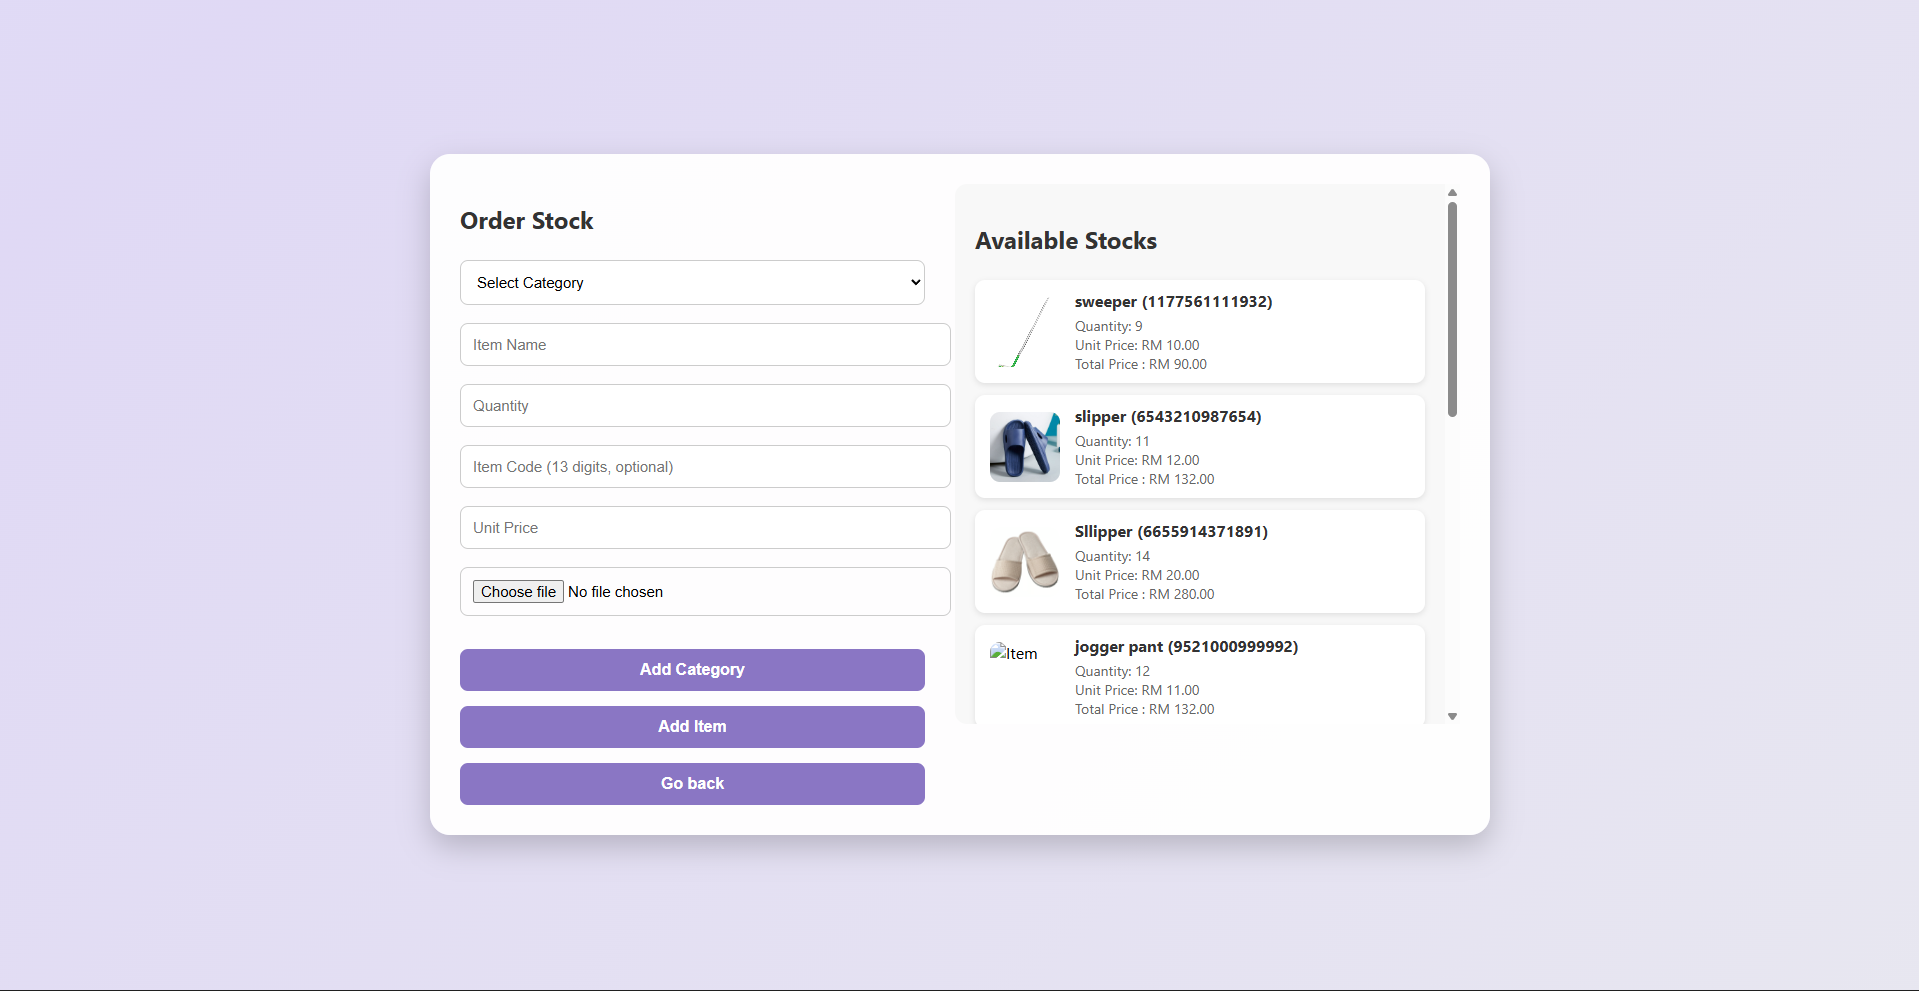 Order Stock
Select Category
Item Name
Quantity
Item Code (13 digits, optional)
Unit Price
Choose file No file chosen
Add Category
Add Item
Go back
Available Stocks
sweeper (1177561111932)
Quantity: 9
Unit Price: RM 10.00
Total Price : RM 90.00
slipper (6543210987654)
Quantity: 11
Unit Price: RM 12.00
Total Price : RM 132.00
Sllipper (6655914371891)
Quantity: 14
Unit Price: RM 20.00
Total Price : RM 280.00
Item
jogger pant (9521000999992)
Quantity: 12
Unit Price: RM 11.00
Total Price : RM 132.00